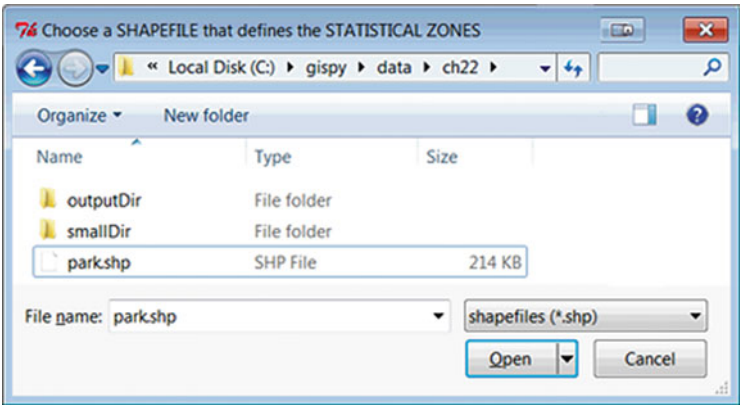 Choose a SHAPEFILE that defines the STATISTICAL ZONES
« Local Disk (C:) ▸ gispy ▸ data ▸ ch22 ▸
Organize ▾ New folder
Name Type Size
outputDir File folder
smallDir File folder
park.shp SHP File 214 KB
File name: park.shp shapefiles (*.shp)
Open Cancel